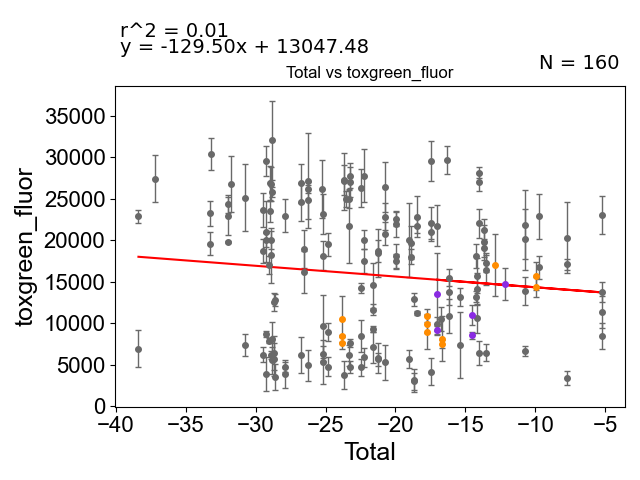 r^2 = 0.01
y = -129.50x + 13047.48
N = 160
Total vs toxgreen_fluor
toxgreen_fluor
35000
30000
25000
20000
15000
10000
5000
0
−40 −35 −30 −25 −20 −15 −10 −5
Total